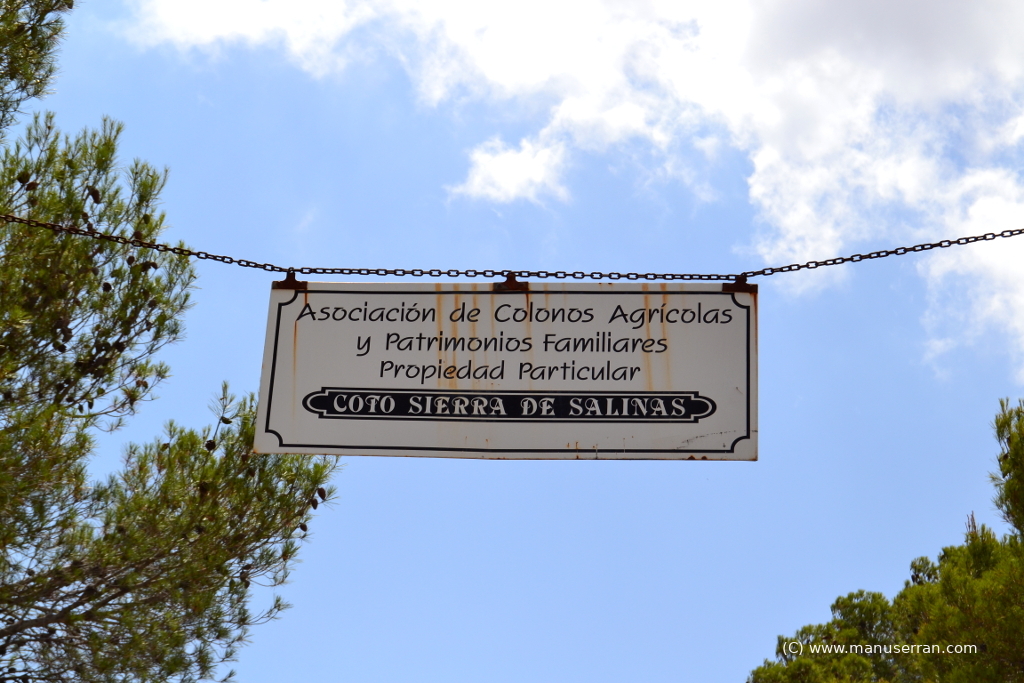 Asociación de Colonos Agrícolas
y Patrimonios Familiares
Propiedad Particular
COTO SIERRA DE SALINAS
(C) www.manuserran.com